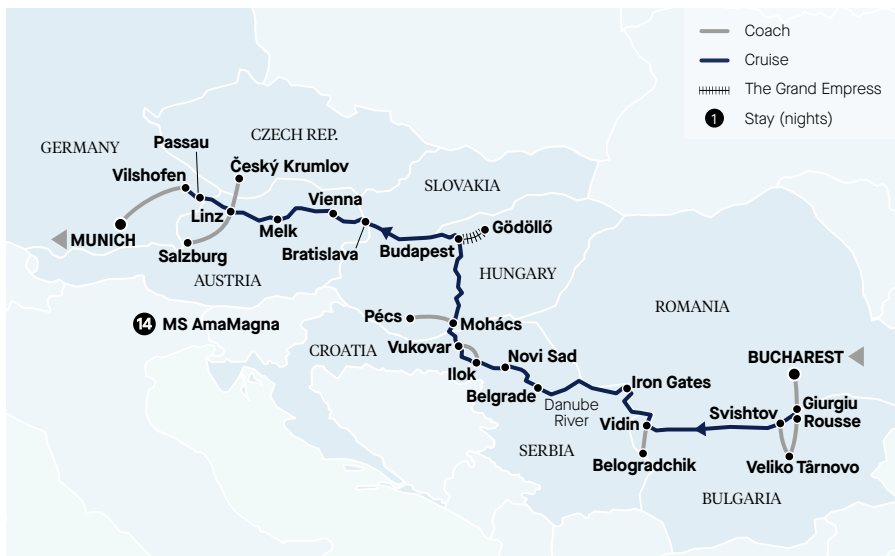 Coach
Cruise
The Grand Empress
1 Stay (nights)
GERMANY
Passau
CZECH REP.
Český Krumlov
Vilshofen
SLOVAKIA
Vienna
Linz
Gödöllő
MUNICH
Melk
Salzburg
Bratislava
Budapest
AUSTRIA
HUNGARY
ROMANIA
14 MS AmaMagna
Pécs
Mohács
CROATIA
Vukovar
Novi Sad
BUCHAREST
Ilok
Iron Gates
Belgrade
Danube
River
Giurgiu
Svishtov
Rousse
Vidin
SERBIA
Belogradchik
Veliko Târnovo
BULGARIA